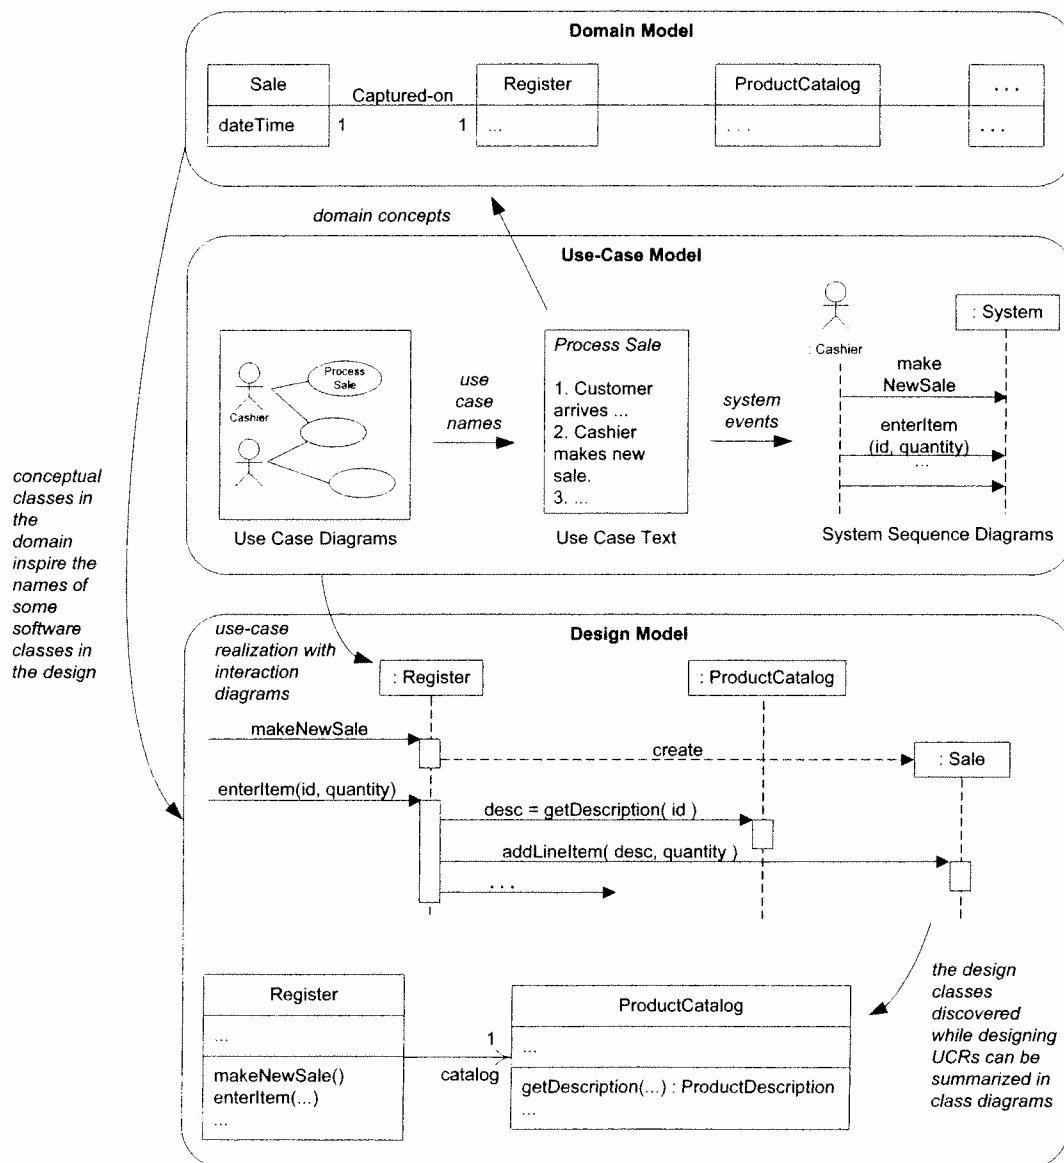 Domain Model
Sale
Captured-on
Register
ProductCatalog
. . .
dateTime
1
1
...
. . .
...
domain concepts
Use-Case Model
: Cashier
: System
Process
Sale
Cashier
Use Case Diagrams
use
case
names
Process Sale
1. Customer
arrives ...
2. Cashier
makes new
sale.
3. ...
Use Case Text
system
events
make
NewSale
enterItem
(id, quantity)
...
System Sequence Diagrams
conceptual
classes in
the
domain
inspire the
names of
some
software
classes in
the design
Design Model
use-case
realization with
interaction
diagrams
: Register
: ProductCatalog
makeNewSale
create
: Sale
enterItem(id, quantity)
desc = getDescription( id )
addLineItem( desc, quantity )
. . .
Register
...
makeNewSale()
enterItem(...)
...
1
catalog
ProductCatalog
...
getDescription(...) : ProductDescription
...
the design
classes
discovered
while designing
UCRs can be
summarized in
class diagrams